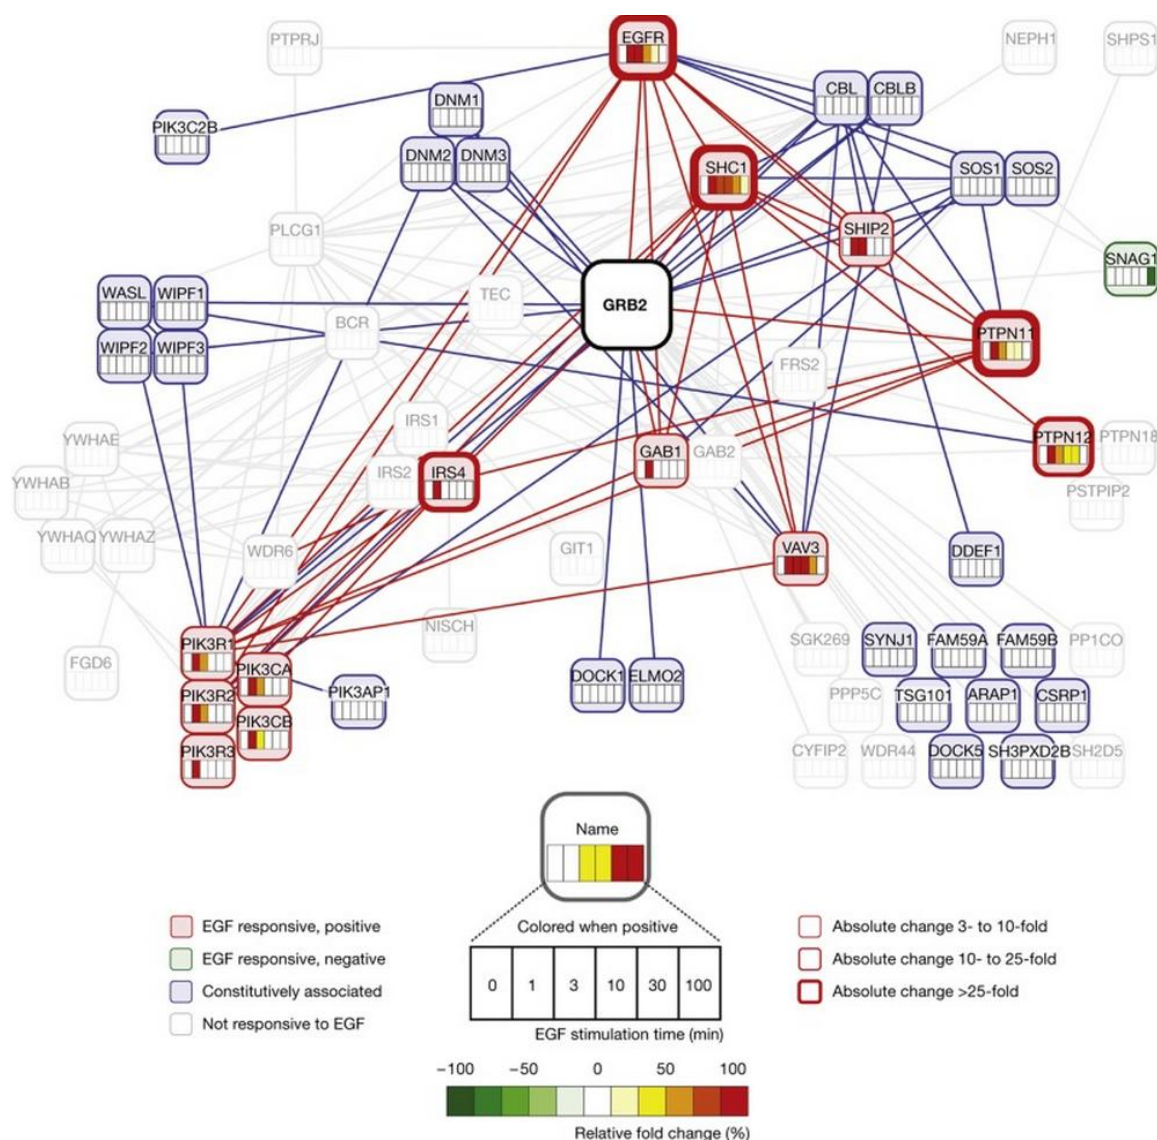 PTPRJ
EGFR
NEPH1
SHPS1
DNM1
CBL
CBLB
PIK3C2B
DNM2
DNM3
SHC1
SOS1
SOS2
PLCG1
SHIP2
SNAG1
WASL
WIPF1
TEC
GRB2
BCR
PTPN11
WIPF2
WIPF3
FRS2
IRS1
YWHAE
GAB1
GAB2
PTPN12
PTPN18
YWHAB
IRS2
IRS4
PSTPIP2
YWHAQ
YWHAZ
WDR6
GIT1
VAV3
DDEF1
NISCH
PIK3R1
SGK269
SYNJ1
FAM59A
FAM59B
PP1CO
FGD6
PIK3CA
PIK3AP1
DOCK1
ELMO2
PIK3R2
PPP5C
TSG101
ARAP1
CSRP1
PIK3CB
PIK3R3
CYFIP2
WDR44
DOCK5
SH3PXD2B
SH2D5
Name
Colored when positive
0 1 3 10 30 100
EGF stimulation time (min)
EGF responsive, positive
EGF responsive, negative
Constitutively associated
Not responsive to EGF
Absolute change 3- to 10-fold
Absolute change 10- to 25-fold
Absolute change >25-fold
−100 −50 0 50 100
Relative fold change (%)